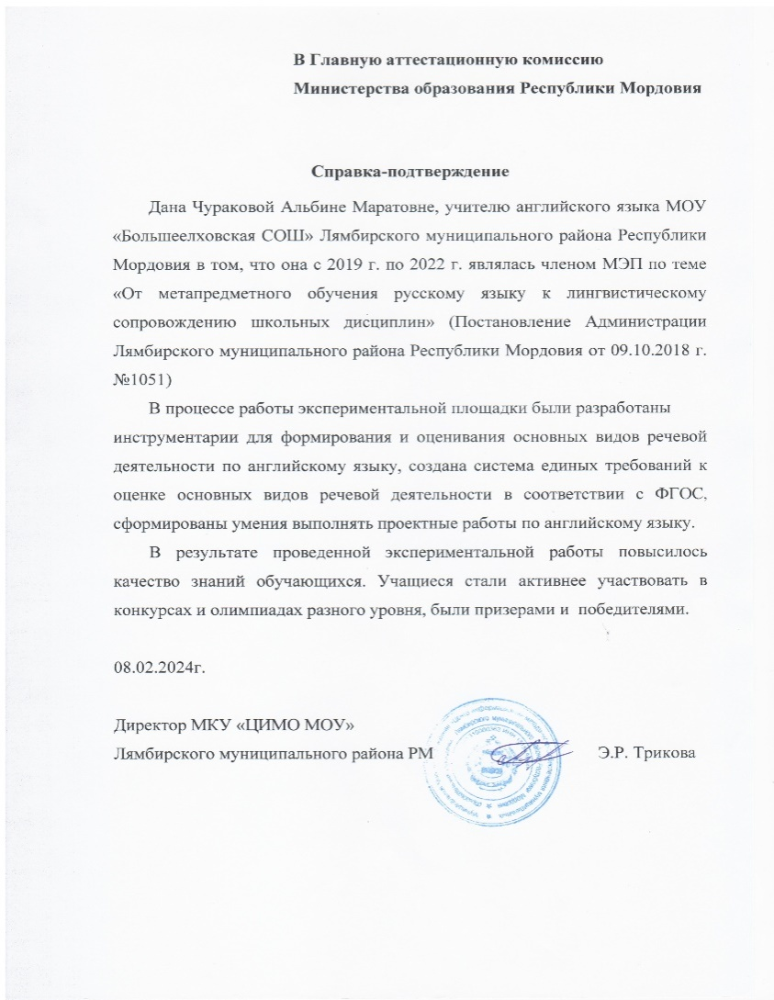 В Главную аттестационную комиссию
Министерства образования Республики Мордовия
Справка-подтверждение
Дана Чураковой Альбине Маратовне, учителю английского языка МОУ
«Большеелховская СОШ» Лямбирского муниципального района Республики
Мордовия в том, что она с 2019 г. по 2022 г. являлась членом МЭП по теме
«От метапредметного обучения русскому языку к лингвистическому
сопровождению школьных дисциплин» (Постановление Администрации
Лямбирского муниципального района Республики Мордовия от 09.10.2018 г.
№1051)
В процессе работы экспериментальной площадки были разработаны
инструментарии для формирования и оценивания основных видов речевой
деятельности по английскому языку, создана система единых требований к
оценке основных видов речевой деятельности в соответствии с ФГОС,
сформированы умения выполнять проектные работы по английскому языку.
В результате проведенной экспериментальной работы повысилось
качество знаний обучающихся. Учащиеся стали активнее участвовать в
конкурсах и олимпиадах разного уровня, были призерами и победителями.
08.02.2024г.
Директор МКУ «ЦИМО МОУ»
Лямбирского муниципального района РМ
Э.Р. Трикова